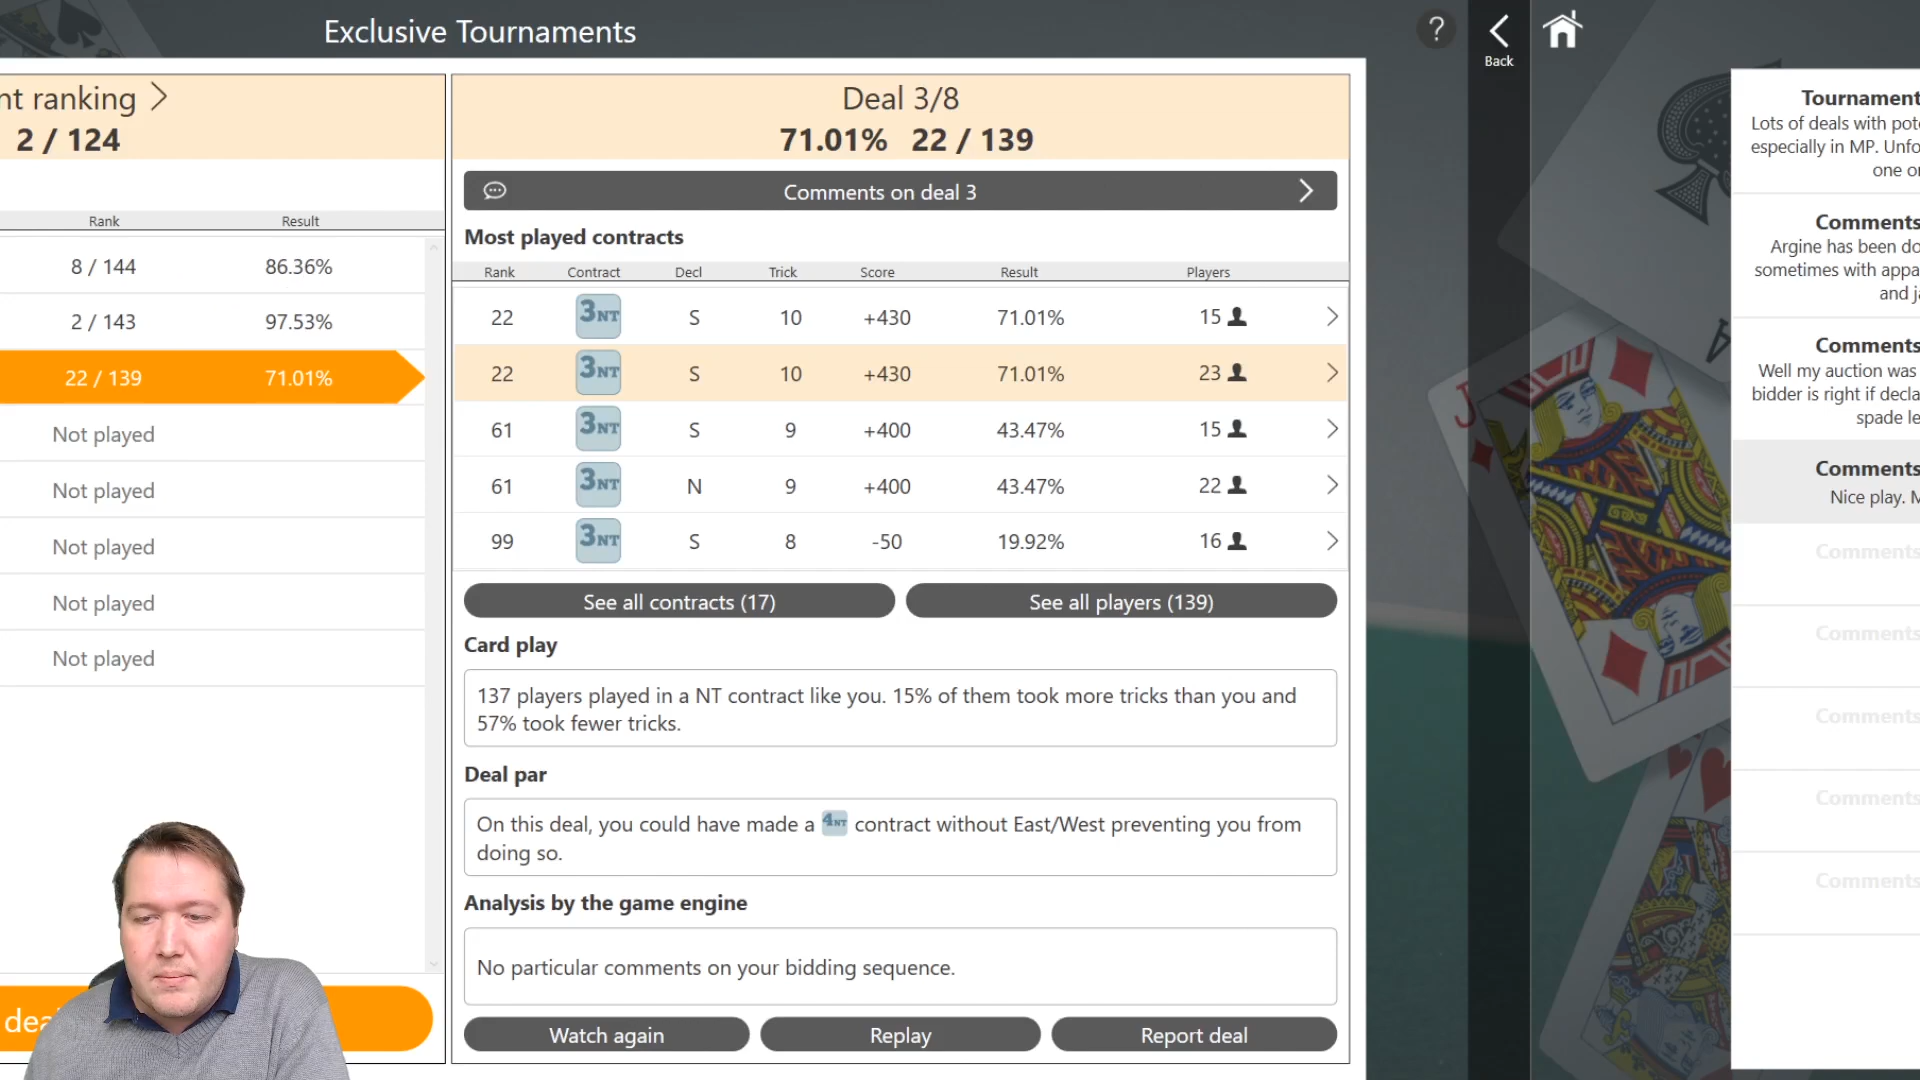 Exclusive Tournaments
?
Back
nt ranking
2 / 124
Rank Result
8 / 144 86.36%
2 / 143 97.53%
22 / 139 71.01%
Not played
Not played
Not played
Not played
Not played
dea
Deal 3/8
71.01% 22 / 139
Comments on deal 3
Most played contracts
Rank Contract Decl Trick Score Result Players
22 3NT S 10 +430 71.01% 15
22 3NT S 10 +430 71.01% 23
61 3NT S 9 +400 43.47% 15
61 3NT N 9 +400 43.47% 22
99 3NT S 8 -50 19.92% 16
See all contracts (17) See all players (139)
Card play
137 players played in a NT contract like you. 15% of them took more tricks than you and
57% took fewer tricks.
Deal par
On this deal, you could have made a 4NT contract without East/West preventing you from
doing so.
Analysis by the game engine
No particular comments on your bidding sequence.
Watch again Replay Report deal
Tournament
Lots of deals with pote
especially in MP. Unfo
one or
Comments
Argine has been do
sometimes with appa
and ja
Comments
Well my auction was
bidder is right if decla
spade le
Comments
Nice play. M
Comments
Comments
Comments
Comments
Comments
J
A